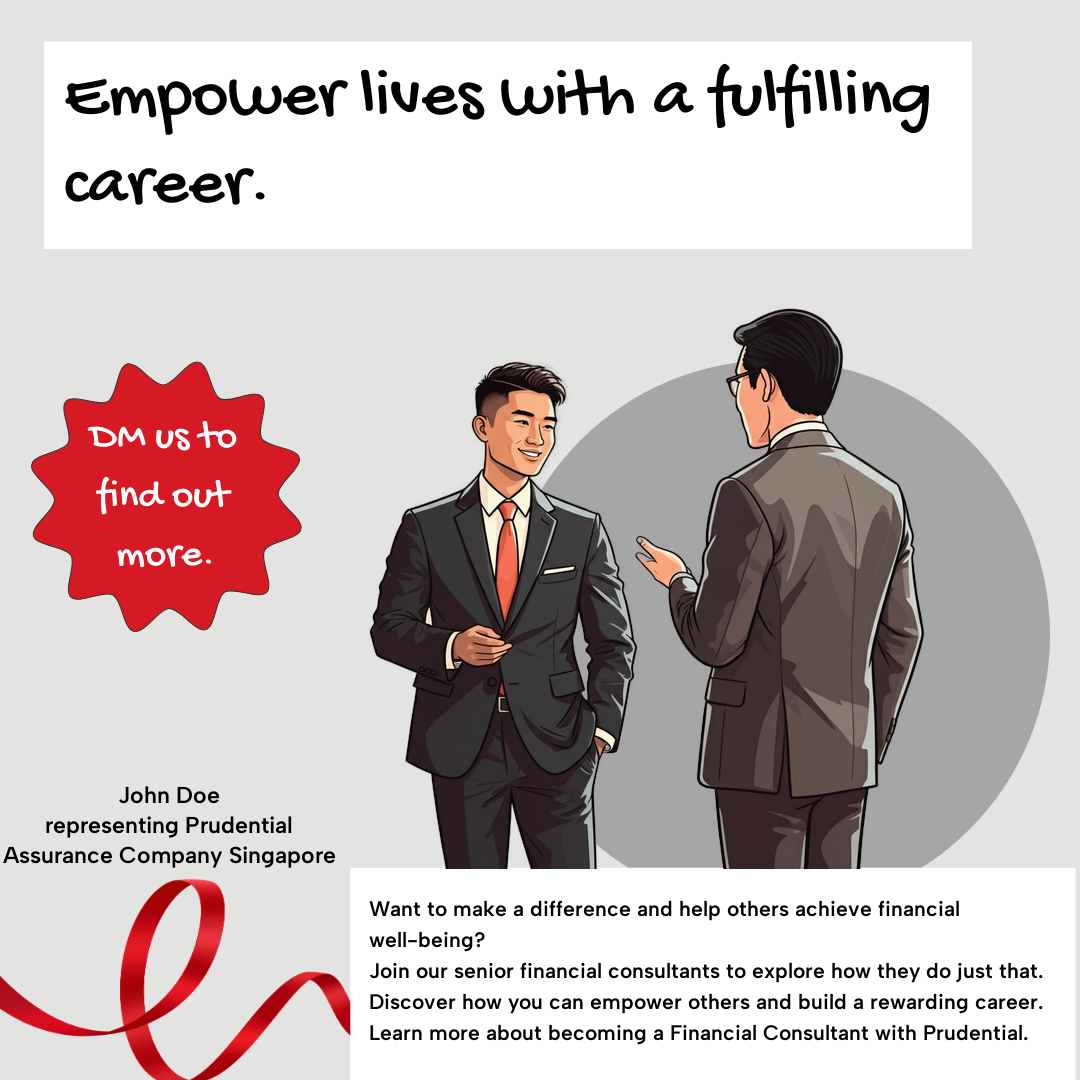 Empower lives with a fulfilling
career.
DM us to
find out
more.
John Doe
representing Prudential
Assurance Company Singapore
Want to make a difference and help others achieve financial
well-being?
Join our senior financial consultants to explore how they do just that.
Discover how you can empower others and build a rewarding career.
Learn more about becoming a Financial Consultant with Prudential.